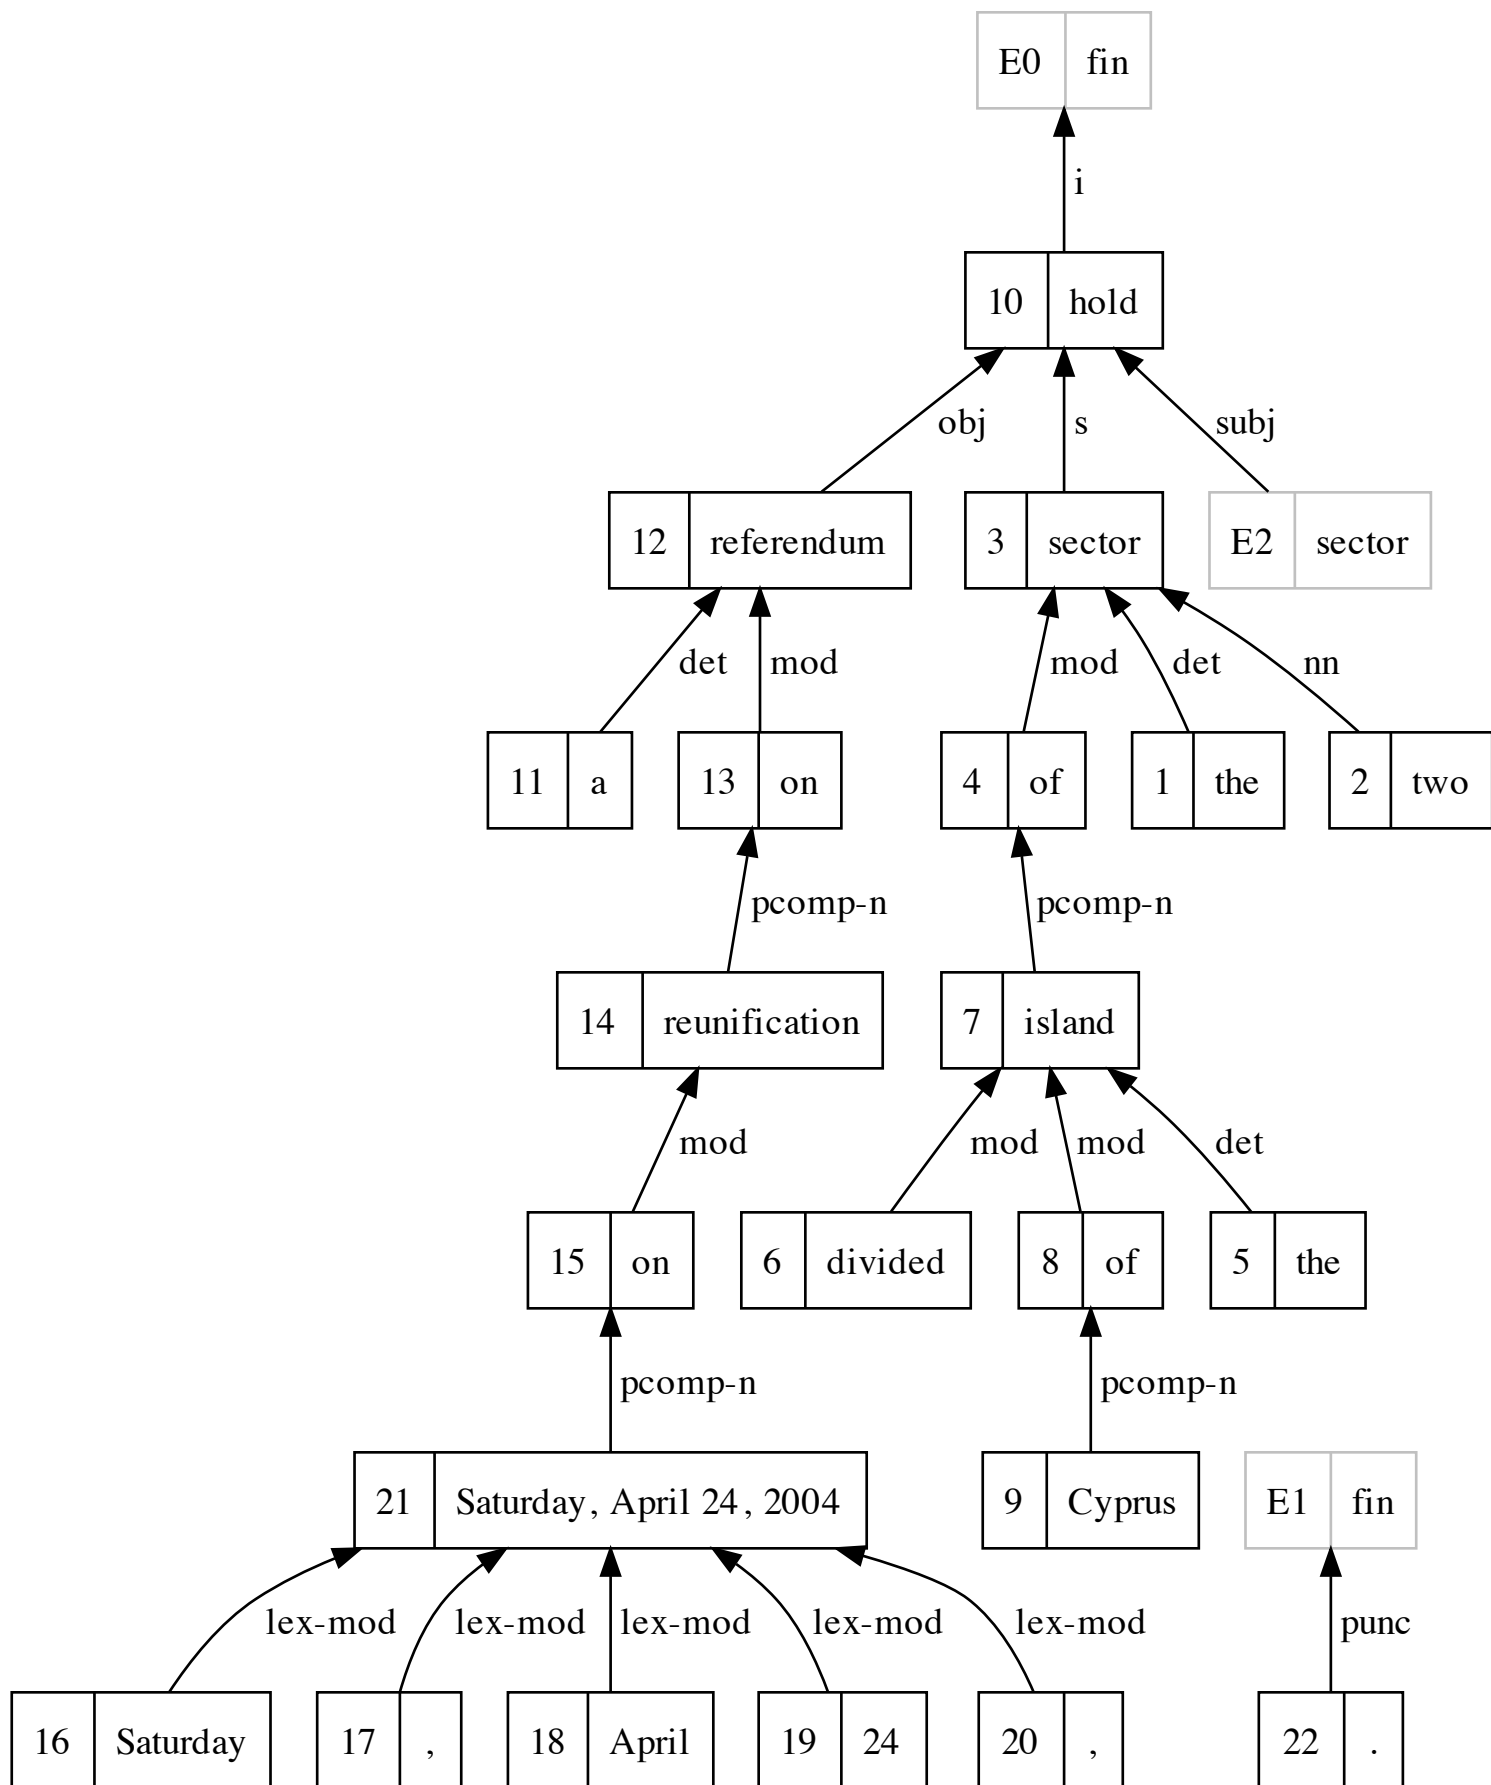 E0 fin
i
10 hold
obj s subj
12 referendum 3 sector E2 sector
det mod mod det nn
11 a 13 on 4 of 1 the 2 two
pcomp-n pcomp-n
14 reunification 7 island
mod mod mod det
15 on 6 divided 8 of 5 the
pcomp-n pcomp-n
21 Saturday, April 24, 2004 9 Cyprus E1 fin
lex-mod lex-mod lex-mod lex-mod lex-mod punc
16 Saturday 17 , 18 April 19 24 20 , 22 .